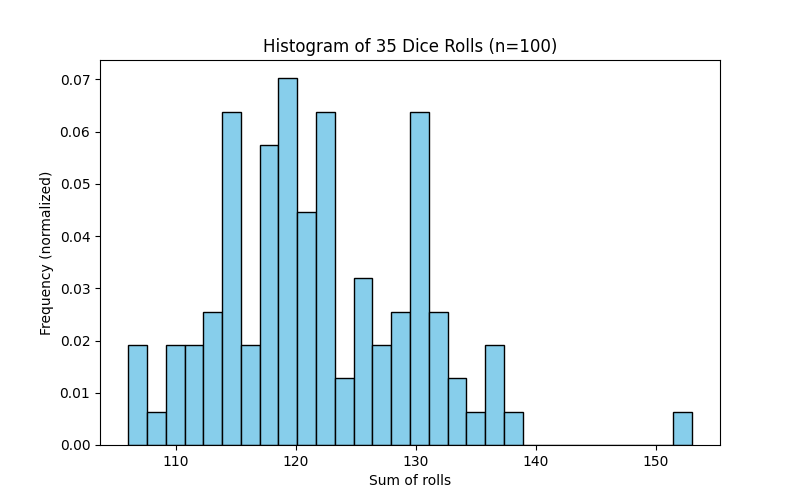 Histogram of 35 Dice Rolls (n=100)
Frequency (normalized)
0.07
0.06
0.05
0.04
0.03
0.02
0.01
0.00
110 120 130 140 150
Sum of rolls